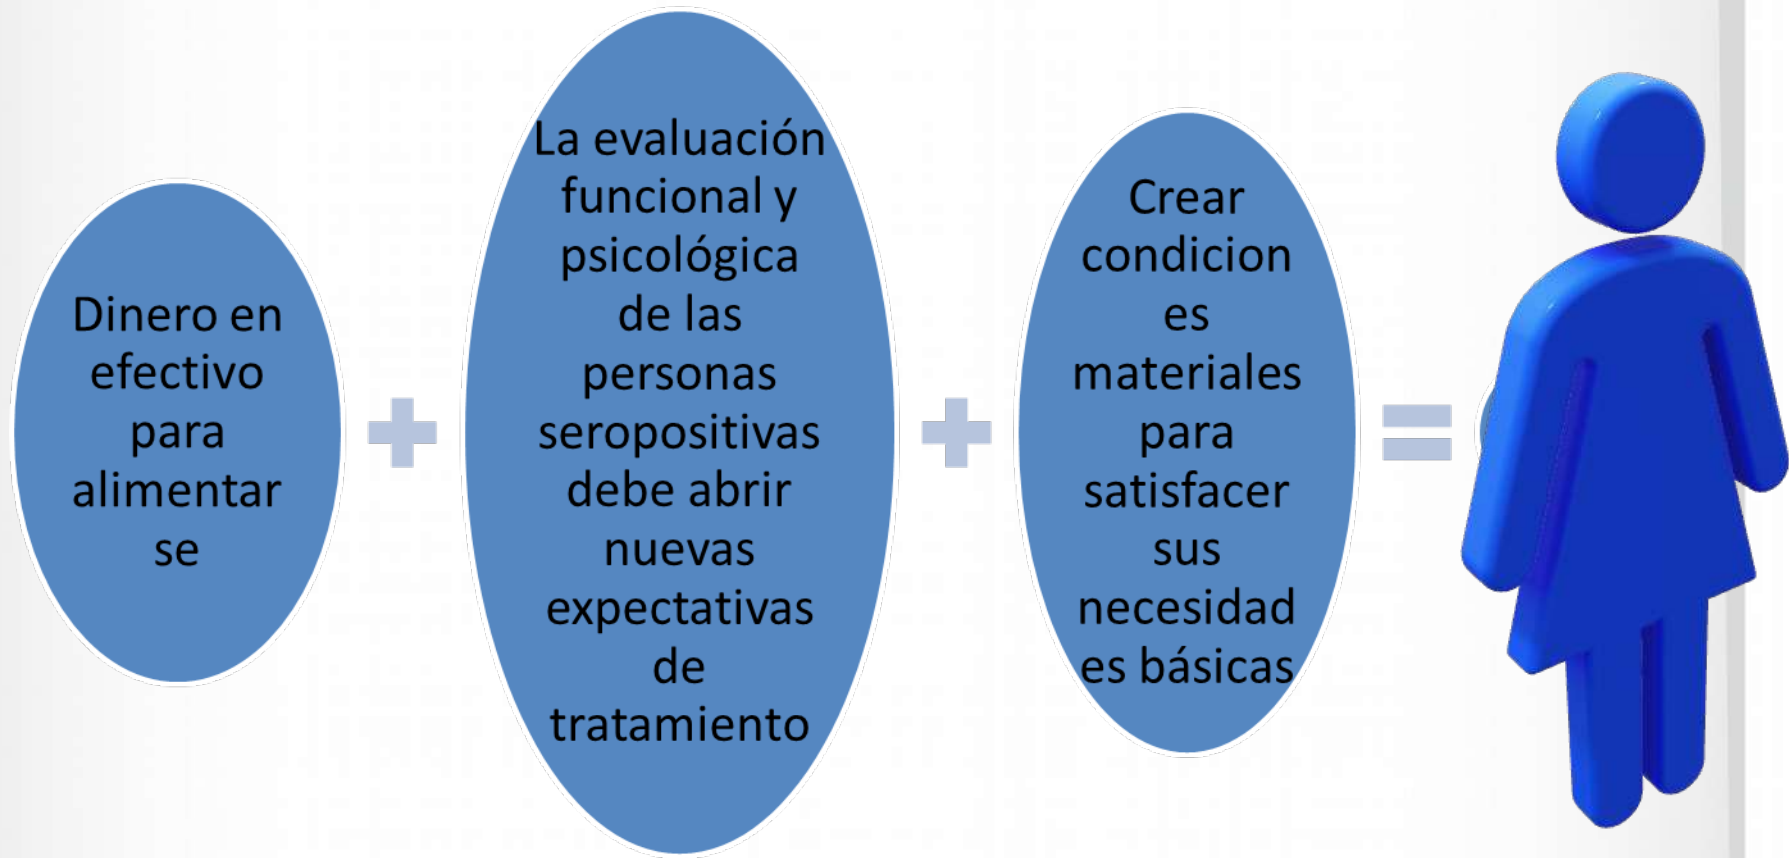 Dinero en
efectivo
para
alimentar
se
La evaluación
funcional y
psicológica
de las
personas
seropositivas
debe abrir
nuevas
expectativas
de
tratamiento
Crear
condicion
es
materiales
para
satisfacer
sus
necesidad
es básicas